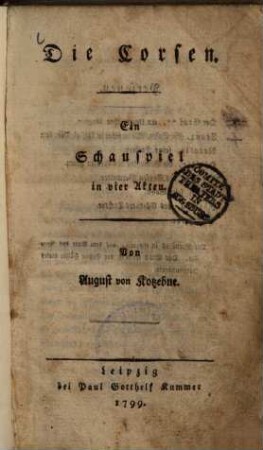 Die Corsen.
Ein
Schauspiel
in vier Akten.
Von
August von Kotzebue.
Leipzig
bei Paul Gotthelf Kummer
1799.